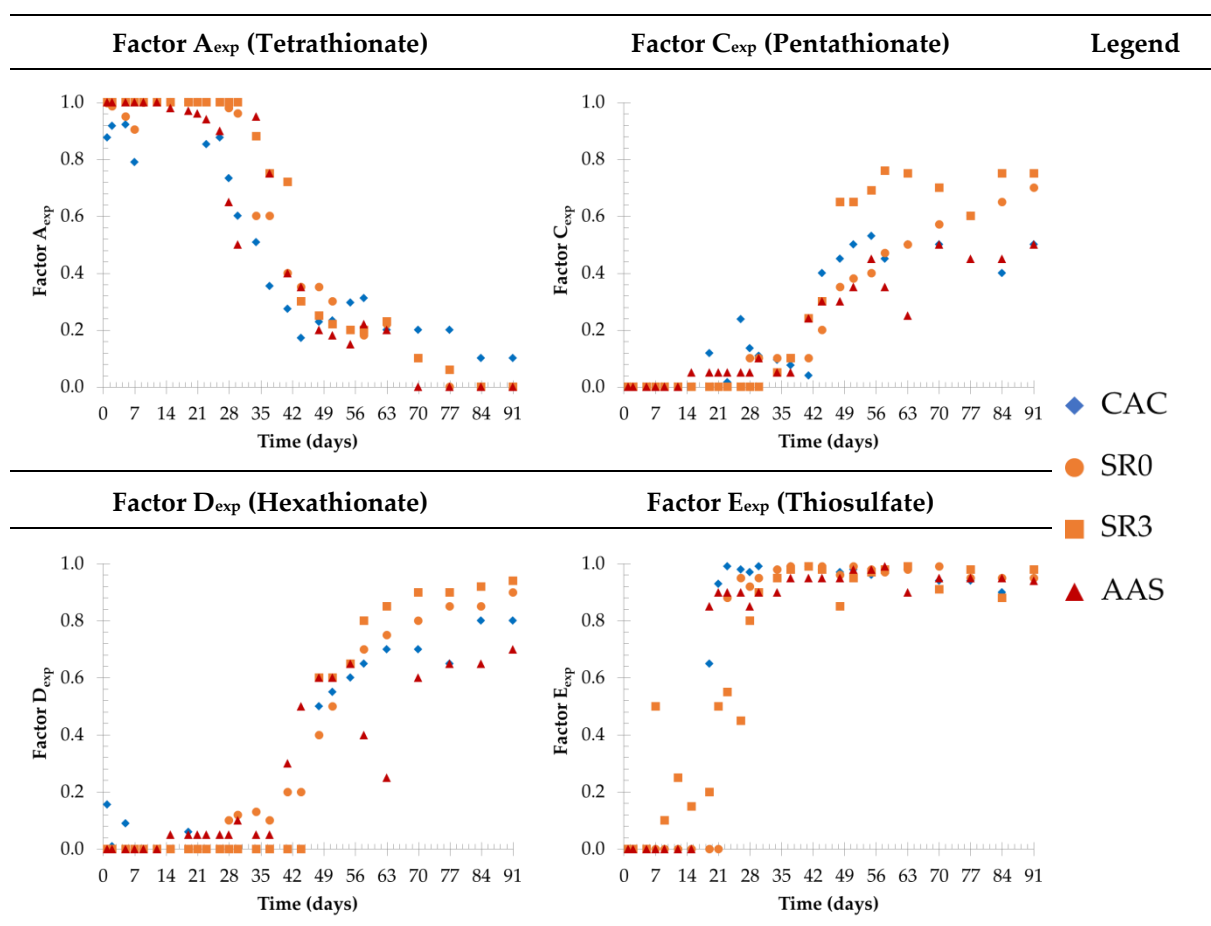 Factor Aexp (Tetrathionate) Factor Cexp (Pentathionate) Legend
1.0
0.8
0.6
0.4
0.2
0.0
Factor Aexp
0 7 14 21 28 35 42 49 56 63 70 77 84 91
Time (days)
1.0
0.8
0.6
0.4
0.2
0.0
Factor Cexp
0 7 14 21 28 35 42 49 56 63 70 77 84 91
Time (days)
Factor Dexp (Hexathionate) Factor Eexp (Thiosulfate)
1.0
0.8
0.6
0.4
0.2
0.0
Factor Dexp
0 7 14 21 28 35 42 49 56 63 70 77 84 91
Time (days)
1.0
0.8
0.6
0.4
0.2
0.0
Factor Eexp
0 7 14 21 28 35 42 49 56 63 70 77 84 91
Time (days)
CAC
SR0
SR3
AAS